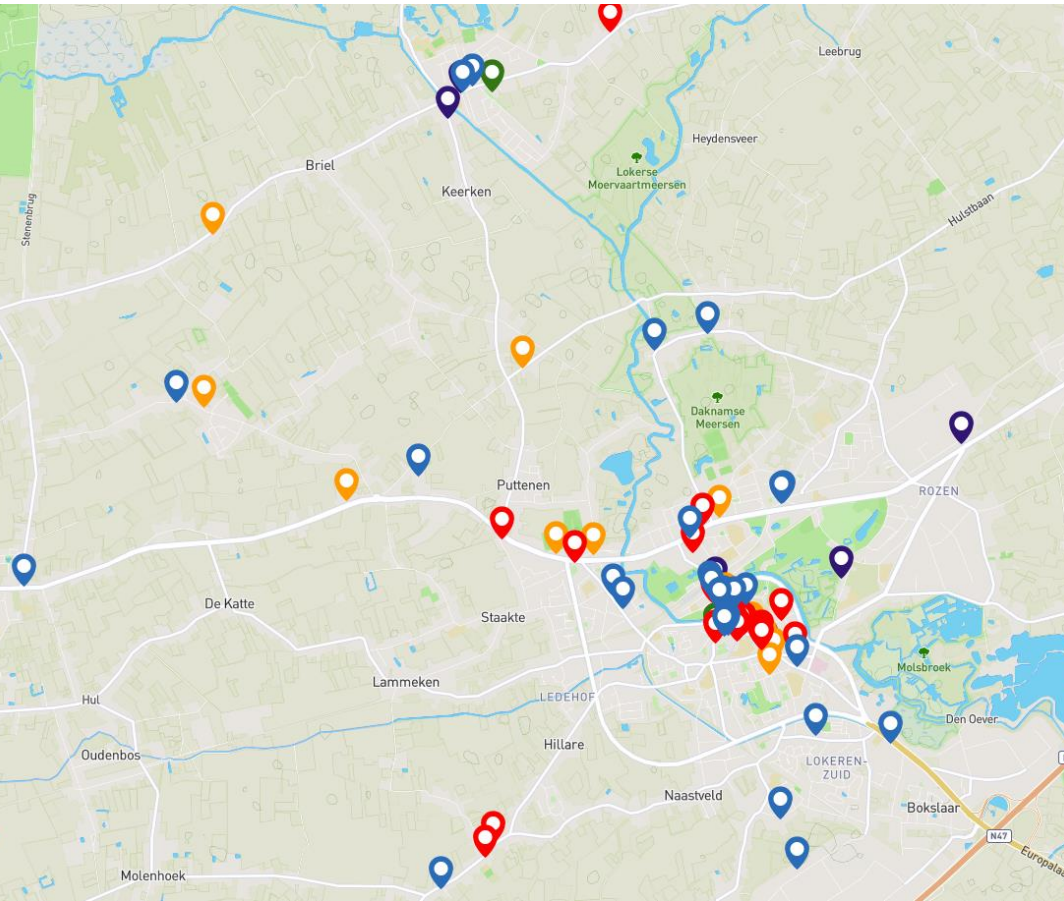 Leebrug
Heydensveer
Briel
Lokerse
Moervaartmeersen
Keerken
Stenenbrug
Hulstbaan
Daknamse
Meersen
Puttenen
ROZEN
De Katte
Staakte
Molsbroek
Lammeken
LEDEHOF
Hul
Den Oever
Hillare
Oudenbos
LOKEREN-
ZUID
Naastveld
Bokslaar
N47
Molenhoek